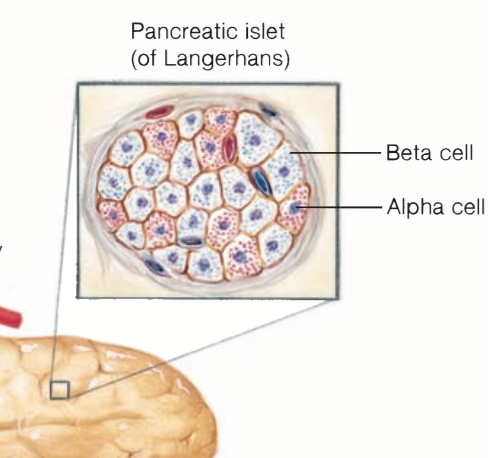 Pancreatic islet
(of Langerhans)
Beta cell
Alpha cell